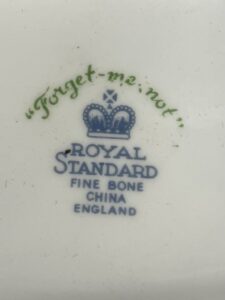 "Forget-me-not"
ROYAL
STANDARD
FINE BONE
CHINA
ENGLAND